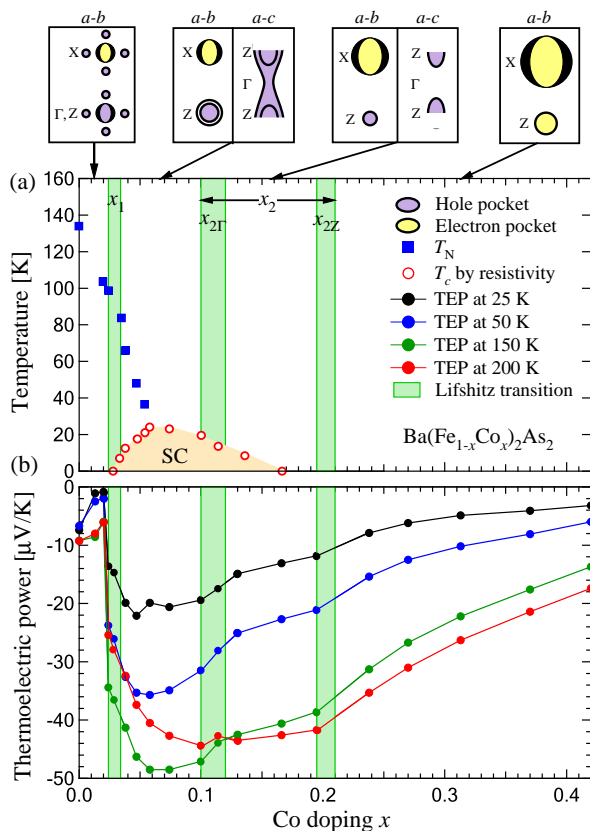 a-b a-b a-c a-b a-c a-b
X Z Γ Z X Z Γ Z X Z
Γ,Z X Z
(a)
160
140
120
100
80
60
40
20
0
Temperature [K]
x1 x2 x2Γ x2Z
Hole pocket
Electron pocket
TN
Tc by resistivity
TEP at 25 K
TEP at 50 K
TEP at 150 K
TEP at 200 K
Lifshitz transition
Ba(Fe1-xCox)2As2
SC
(b)
0
-10
-20
-30
-40
-50
Thermoelectric power [μV/K]
0.0 0.1 0.2 0.3 0.4
Co doping x